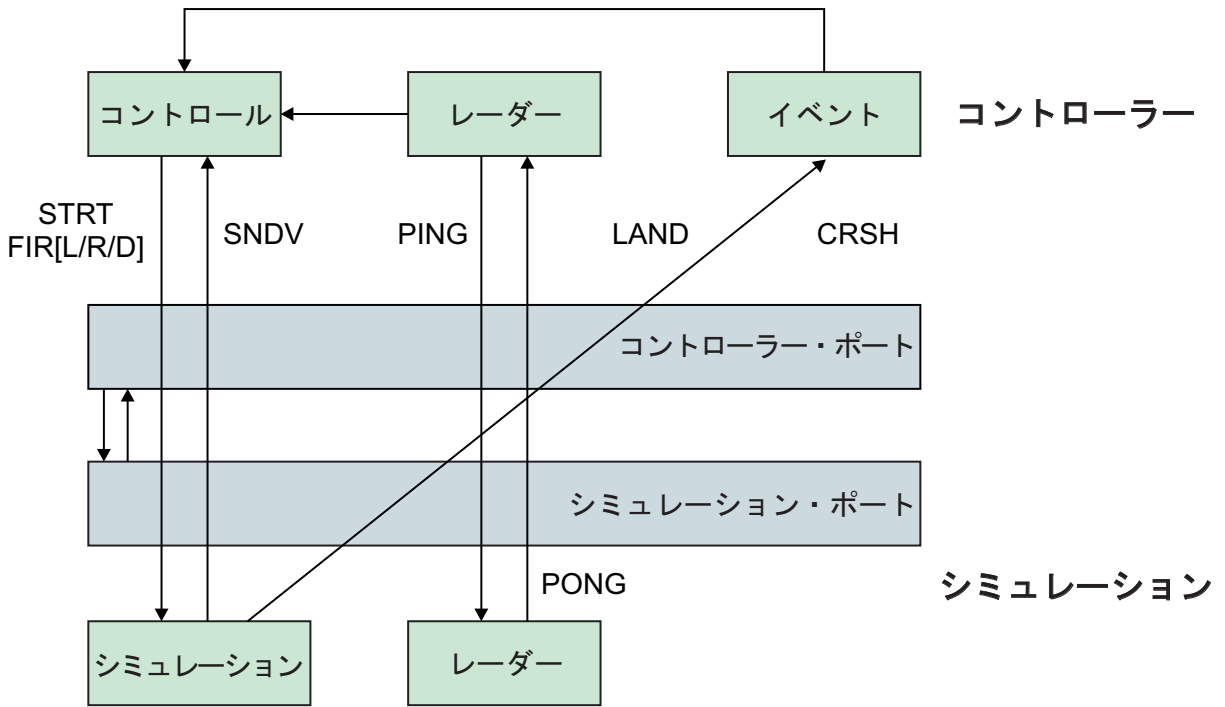 コントロール
レーダー
イベント
コントローラー
STRT
FIR[L/R/D]
SNDV
PING
LAND
CRSH
コントローラー・ポート
シミュレーション・ポート
PONG
シミュレーション
シミュレーション
レーダー